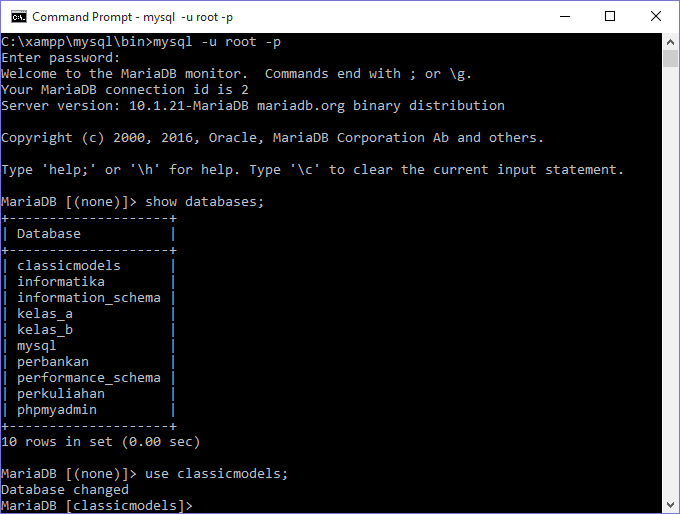 Command Prompt - mysql  -u root -p
C:\xampp\mysql\bin>mysql -u root -p
Enter password:
Welcome to the MariaDB monitor.  Commands end with ; or \g.
Your MariaDB connection id is 2
Server version: 10.1.21-MariaDB mariadb.org binary distribution

Copyright (c) 2000, 2016, Oracle, MariaDB Corporation Ab and others.

Type 'help;' or '\h' for help. Type '\c' to clear the current input statement.

MariaDB [(none)]> show databases;
+--------------------+
| Database           |
+--------------------+
| classicmodels      |
| informatika        |
| information_schema |
| kelas_a            |
| kelas_b            |
| mysql              |
| perbankan          |
| performance_schema |
| perkuliahan        |
| phpmyadmin         |
+--------------------+
10 rows in set (0.00 sec)

MariaDB [(none)]> use classicmodels;
Database changed
MariaDB [classicmodels]>